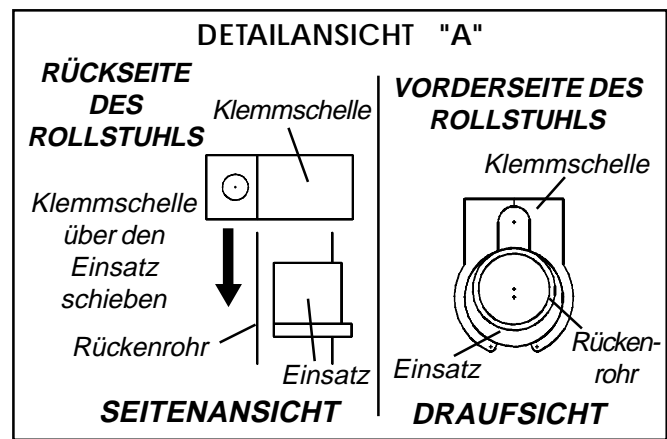 DETAILANSICHT "A"
RÜCKSEITE
DES
ROLLSTUHLS
Klemmschelle
Klemmschelle
über den
Einsatz
schieben
Rückenrohr
Einsatz
SEITENANSICHT
VORDERSEITE DES
ROLLSTUHLS
Klemmschelle
Einsatz
Rücken-
rohr
DRAUFSICHT